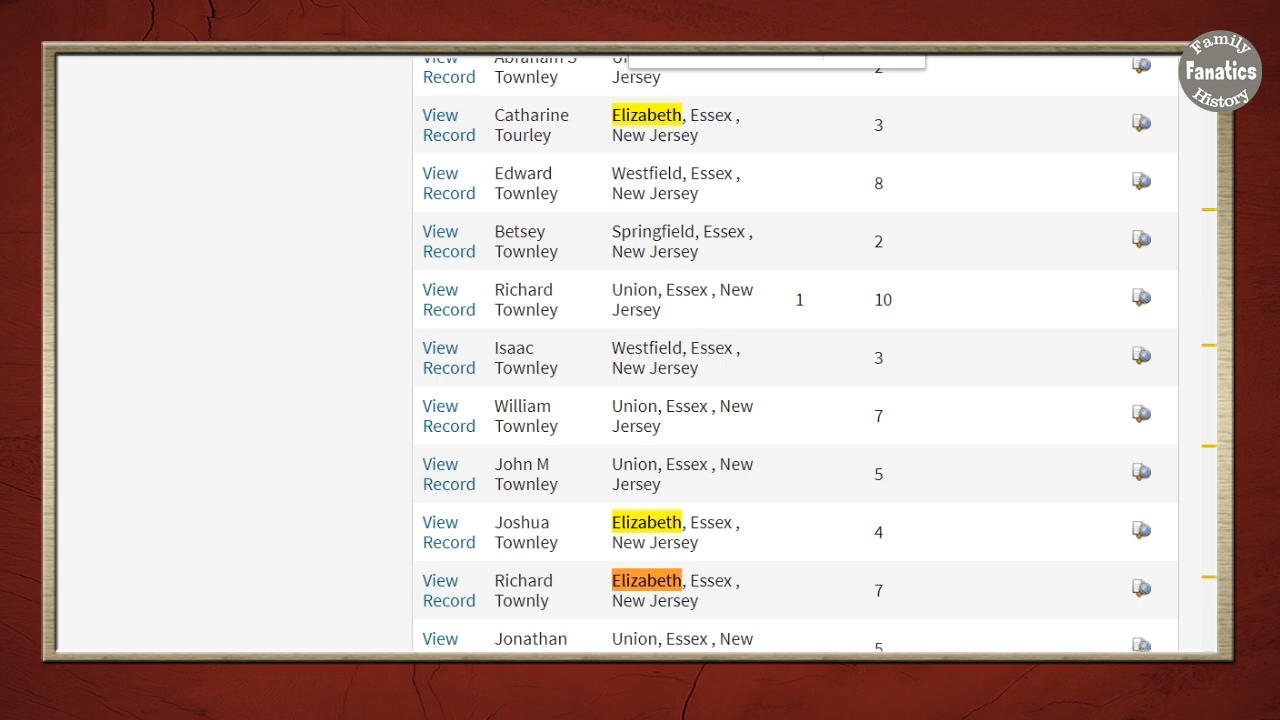 Family
Fanatics
History
View Abraham S
Record Townley Jersey 2
View Catharine Elizabeth, Essex ,
Record Tourley New Jersey 3
View Edward Westfield, Essex ,
Record Townley New Jersey 8
View Betsey Springfield, Essex ,
Record Townley New Jersey 2
View Richard Union, Essex , New
Record Townley Jersey 1 10
View Isaac Westfield, Essex ,
Record Townley New Jersey 3
View William Union, Essex , New
Record Townley Jersey 7
View John M Union, Essex , New
Record Townley Jersey 5
View Joshua Elizabeth, Essex ,
Record Townley New Jersey 4
View Richard Elizabeth, Essex ,
Record Townly New Jersey 7
View Jonathan Union, Essex , New 5